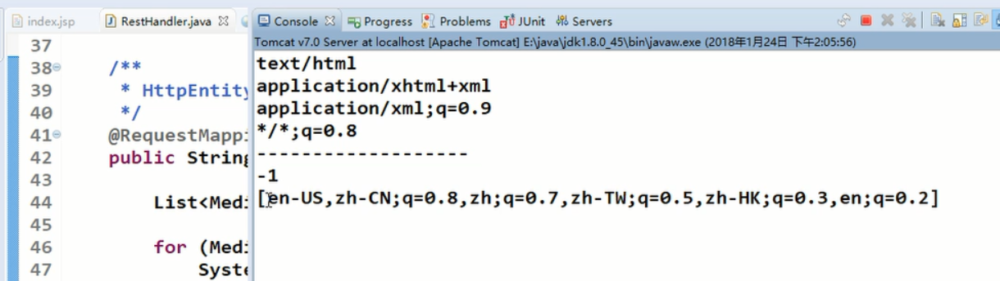 index.jsp RestHandler.java
37
38 /**
39 * HttpEntity
40 */
41 @RequestMappi
42 public String
43
44 List<Medi
45
46 for (Medi
47 Syste
Console Progress Problems JUnit Servers
Tomcat v7.0 Server at localhost [Apache Tomcat] E:\java\jdk1.8.0_45\bin\javaw.exe (2018年1月24日 下午2:05:56)
text/html
application/xhtml+xml
application/xml;q=0.9
*/*;q=0.8
-------------------
-1
[en-US,zh-CN;q=0.8,zh;q=0.7,zh-TW;q=0.5,zh-HK;q=0.3,en;q=0.2]